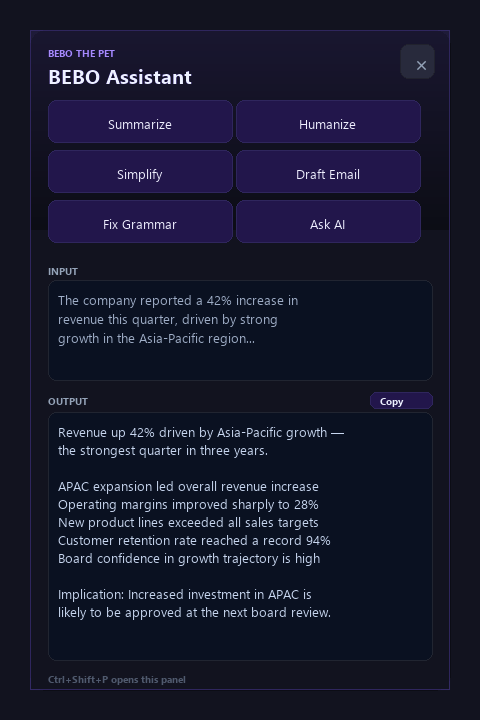 BEBO THE PET
BEBO Assistant
×
Summarize
Humanize
Simplify
Draft Email
Fix Grammar
Ask AI
INPUT
The company reported a 42% increase in
revenue this quarter, driven by strong
growth in the Asia-Pacific region...
OUTPUT
Copy
Revenue up 42% driven by Asia-Pacific growth —
the strongest quarter in three years.
APAC expansion led overall revenue increase
Operating margins improved sharply to 28%
New product lines exceeded all sales targets
Customer retention rate reached a record 94%
Board confidence in growth trajectory is high
Implication: Increased investment in APAC is
likely to be approved at the next board review.
Ctrl+Shift+P opens this panel